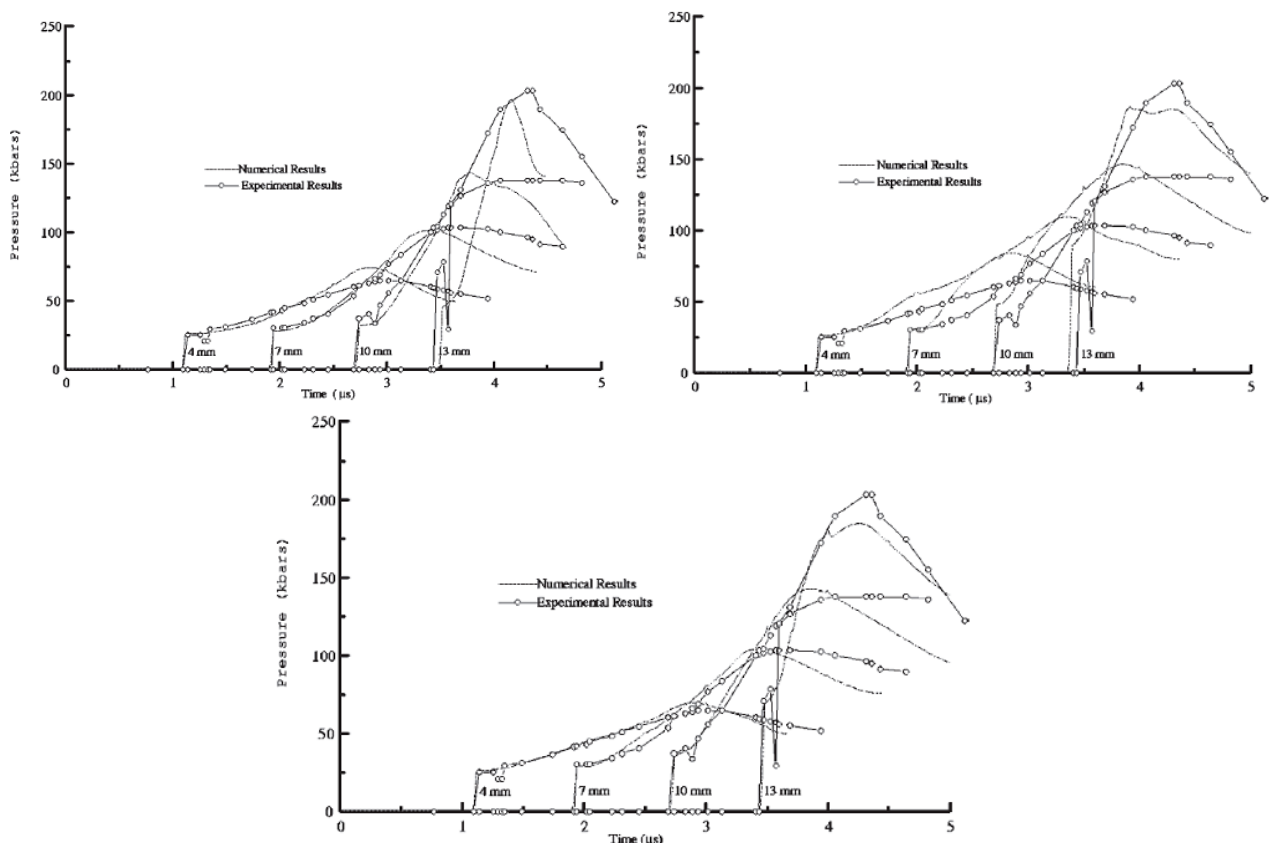 250
200
150
100
50
0
Pressure (kbars)
Numerical Results
Experimental Results
4 mm
7 mm
10 mm
13 mm
0 1 2 3 4 5
Time ( μs)
250
200
150
100
50
0
Pressure (kbars)
Numerical Results
Experimental Results
4 mm
7 mm
10 mm
13 mm
0 1 2 3 4 5
Time ( μs)
250
200
150
100
50
0
Pressure (kbars)
Numerical Results
Experimental Results
4 mm
7 mm
10 mm
13 mm
0 1 2 3 4 5
Time (μs)